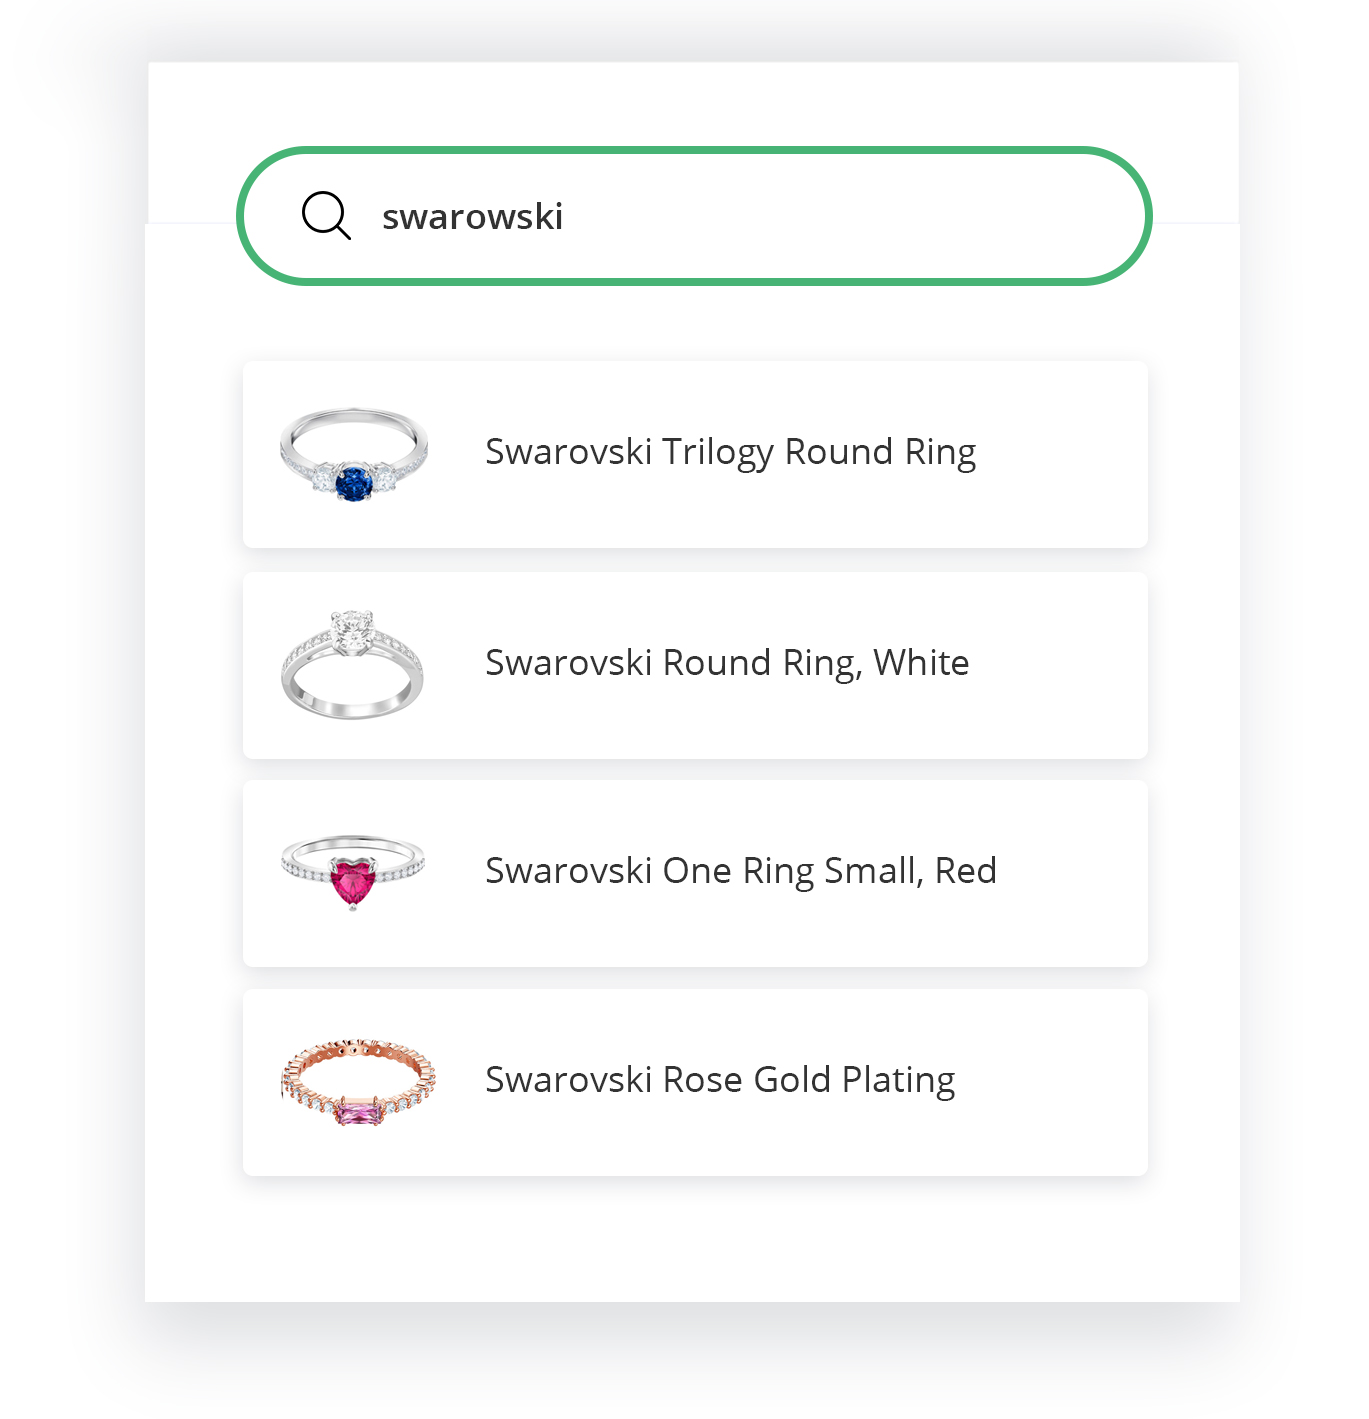 swarowski
Swarovski Trilogy Round Ring
Swarovski Round Ring, White
Swarovski One Ring Small, Red
Swarovski Rose Gold Plating